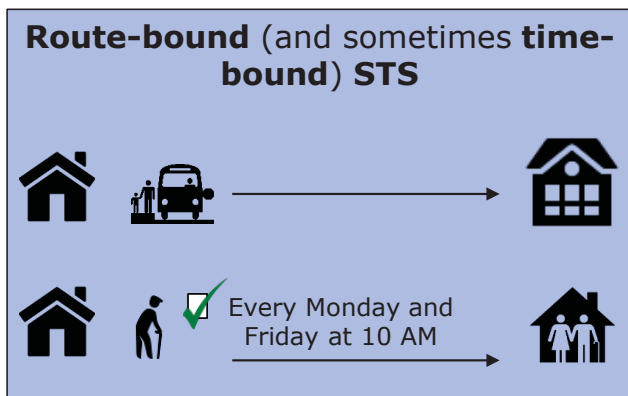 Route-bound (and sometimes time-
bound) STS
Every Monday and
Friday at 10 AM